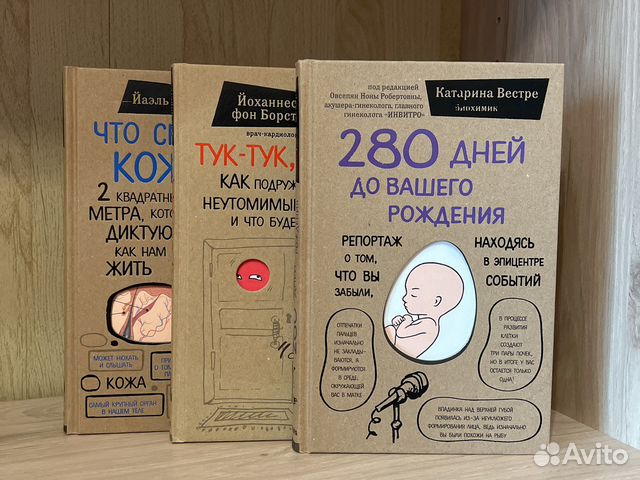 Йаэль
ЧТО С
КОЖ
2 КВАДРАТНЫ
МЕТРА, КОТО
ДИКТУЮ
КАК НАМ
ЖИТЬ
МОЖЕТ НЮХАТЬ
И СЛЫШАТЬ
ПРИ
О ТОМ
КОЖА
САМЫЙ КРУПНЫЙ ОРГАН
В НАШЕМ ТЕЛЕ
Йоханнес
фон Борст
врач-кардиолог
ТУК-ТУК,
КАК ПОДРУЖ
НЕУТОМИМЫ
И ЧТО БУДЕ
под редакцией
Овсепян Ноны Робертовны,
акушера-гинеколога, главного
гинеколога «ИНВИТРО»
Катарина Вестре
биохимик
280 ДНЕЙ
ДО ВАШЕГО
РОЖДЕНИЯ
РЕПОРТАЖ
О ТОМ,
ЧТО ВЫ
ЗАБЫЛИ,
НАХОДЯСЬ
В ЭПИЦЕНТРЕ
СОБЫТИЙ
ОТПЕЧАТКИ
ПАЛЬЦЕВ
ИЗНАЧАЛЬНО
НЕ ЗАКЛАДЫ-
ВАЮТСЯ, А
ФОРМИРУЮТСЯ
В СРЕДЕ,
ОКРУЖАЮЩЕЙ
ВАС В МАТКЕ
В ПРОЦЕССЕ
РАЗВИТИЯ
КЛЕТКИ
СОЗДАЮТ
ТРИ ПАРЫ ПОЧЕК,
НО В ИТОГЕ У ВАС
ОСТАЕТСЯ ТОЛЬКО
ОДНА!
ВПАДИНКА НАД ВЕРХНЕЙ ГУБОЙ
ПОЯВИЛАСЬ ИЗ-ЗА НЕУКЛЮЖЕГО
ФОРМИРОВАНИЯ ЛИЦА, ВЕДЬ ИЗНАЧАЛЬНО
ВЫ БЫЛИ ПОХОЖИ НА РЫБУ
Avito